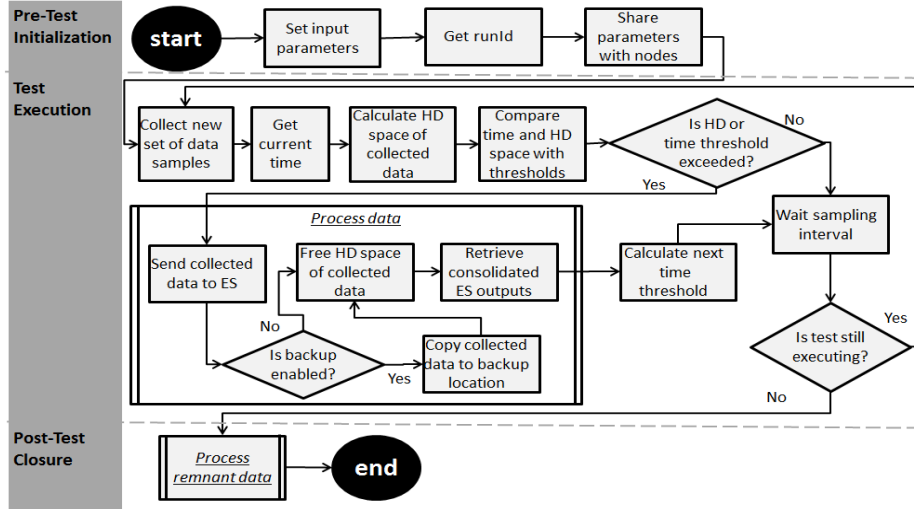 Pre-Test
Initialization
start
Set input
parameters
Get runId
Share
parameters
with nodes
Test
Execution
Collect new
set of data
samples
Get
current
time
Calculate HD
space of
collected
data
Compare
time and HD
space with
thresholds
Is HD or
time threshold
exceeded?
No
Yes
Process data
Send collected
data to ES
Free HD space
of collected
data
Retrieve
consolidated
ES outputs
Calculate next
time
threshold
Wait sampling
interval
No
Is backup
enabled?
Yes
Copy collected
data to backup
location
Is test still
executing?
Yes
No
Post-Test
Closure
Process
remnant data
end